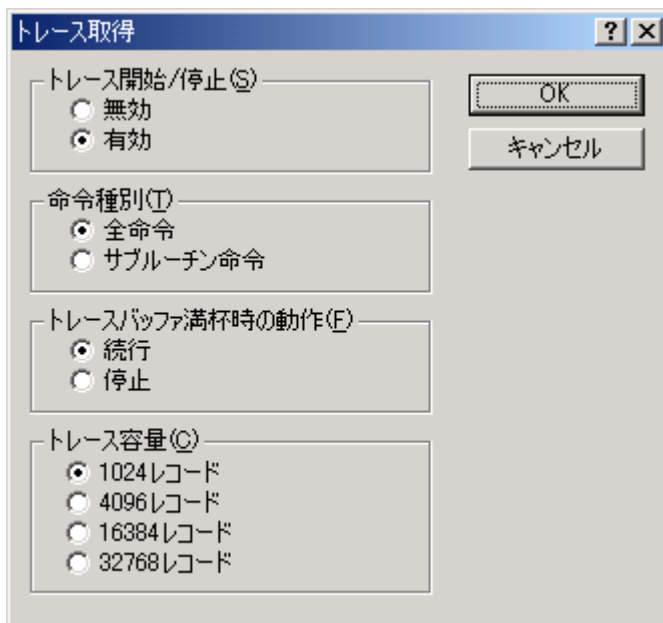 トレース取得
トレース開始/停止(S)
無効
有効
OK
キャンセル
命令種別(T)
全命令
サブルーチン命令
トレースバッファ満杯時の動作(F)
続行
停止
トレース容量(C)
1024レコード
4096レコード
16384レコード
32768レコード